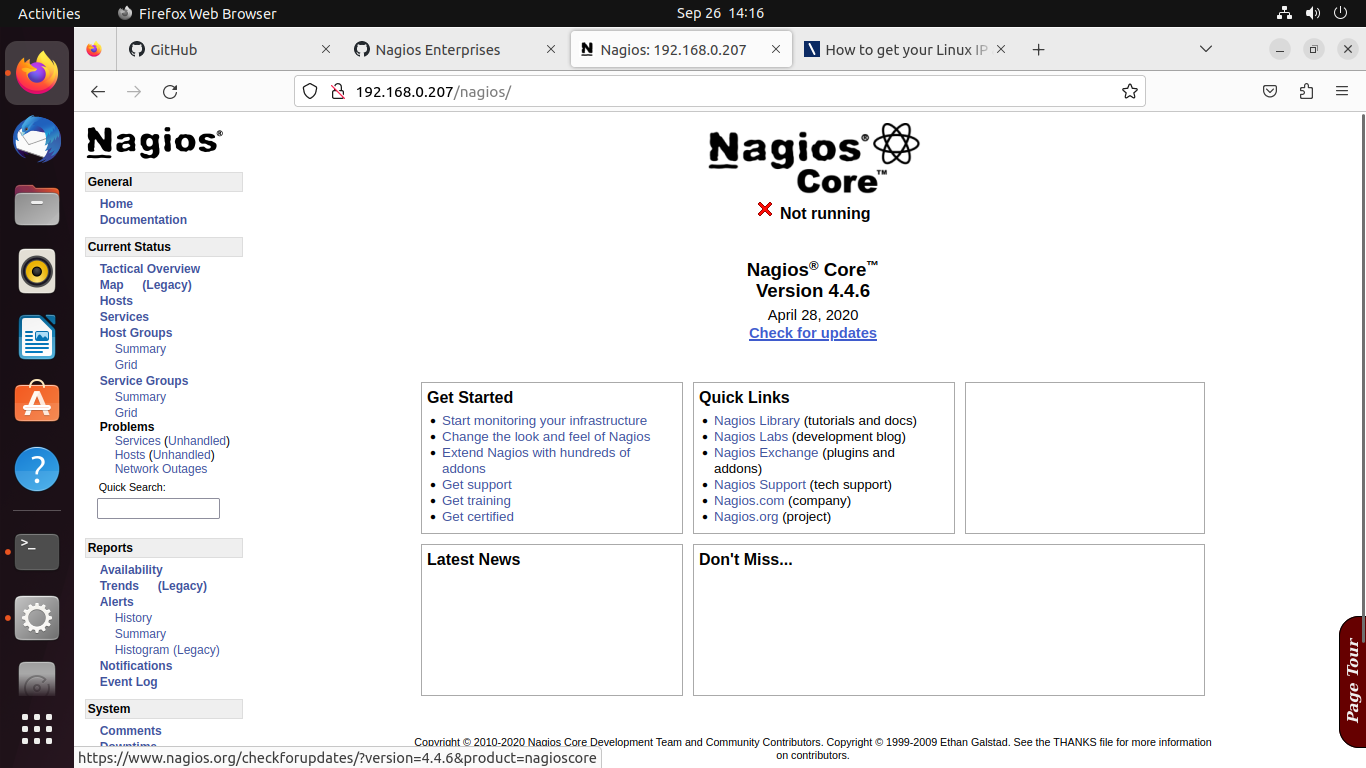 Activities
Firefox Web Browser
Sep 26 14:16
GitHub
Nagios Enterprises
Nagios: 192.168.0.207
How to get your Linux IP
192.168.0.207/nagios/
Nagios®
General
Home
Documentation
Current Status
Tactical Overview
Map (Legacy)
Hosts
Services
Host Groups
Summary
Grid
Service Groups
Summary
Grid
Problems
Services (Unhandled)
Hosts (Unhandled)
Network Outages
Quick Search:
Reports
Availability
Trends (Legacy)
Alerts
History
Summary
Histogram (Legacy)
Notifications
Event Log
System
Comments
Downtime
Nagios®
Core™
Not running
Nagios® Core™
Version 4.4.6
April 28, 2020
Check for updates
Get Started
Start monitoring your infrastructure
Change the look and feel of Nagios
Extend Nagios with hundreds of
addons
Get support
Get training
Get certified
Quick Links
Nagios Library (tutorials and docs)
Nagios Labs (development blog)
Nagios Exchange (plugins and
addons)
Nagios Support (tech support)
Nagios.com (company)
Nagios.org (project)
Latest News
Don't Miss...
Page Tour
Copyright © 2010-2020 Nagios Core Development Team and Community Contributors. Copyright © 1999-2009 Ethan Galstad. See the THANKS file for more information
on contributors.
https://www.nagios.org/checkforupdates/?version=4.4.6&product=nagioscore